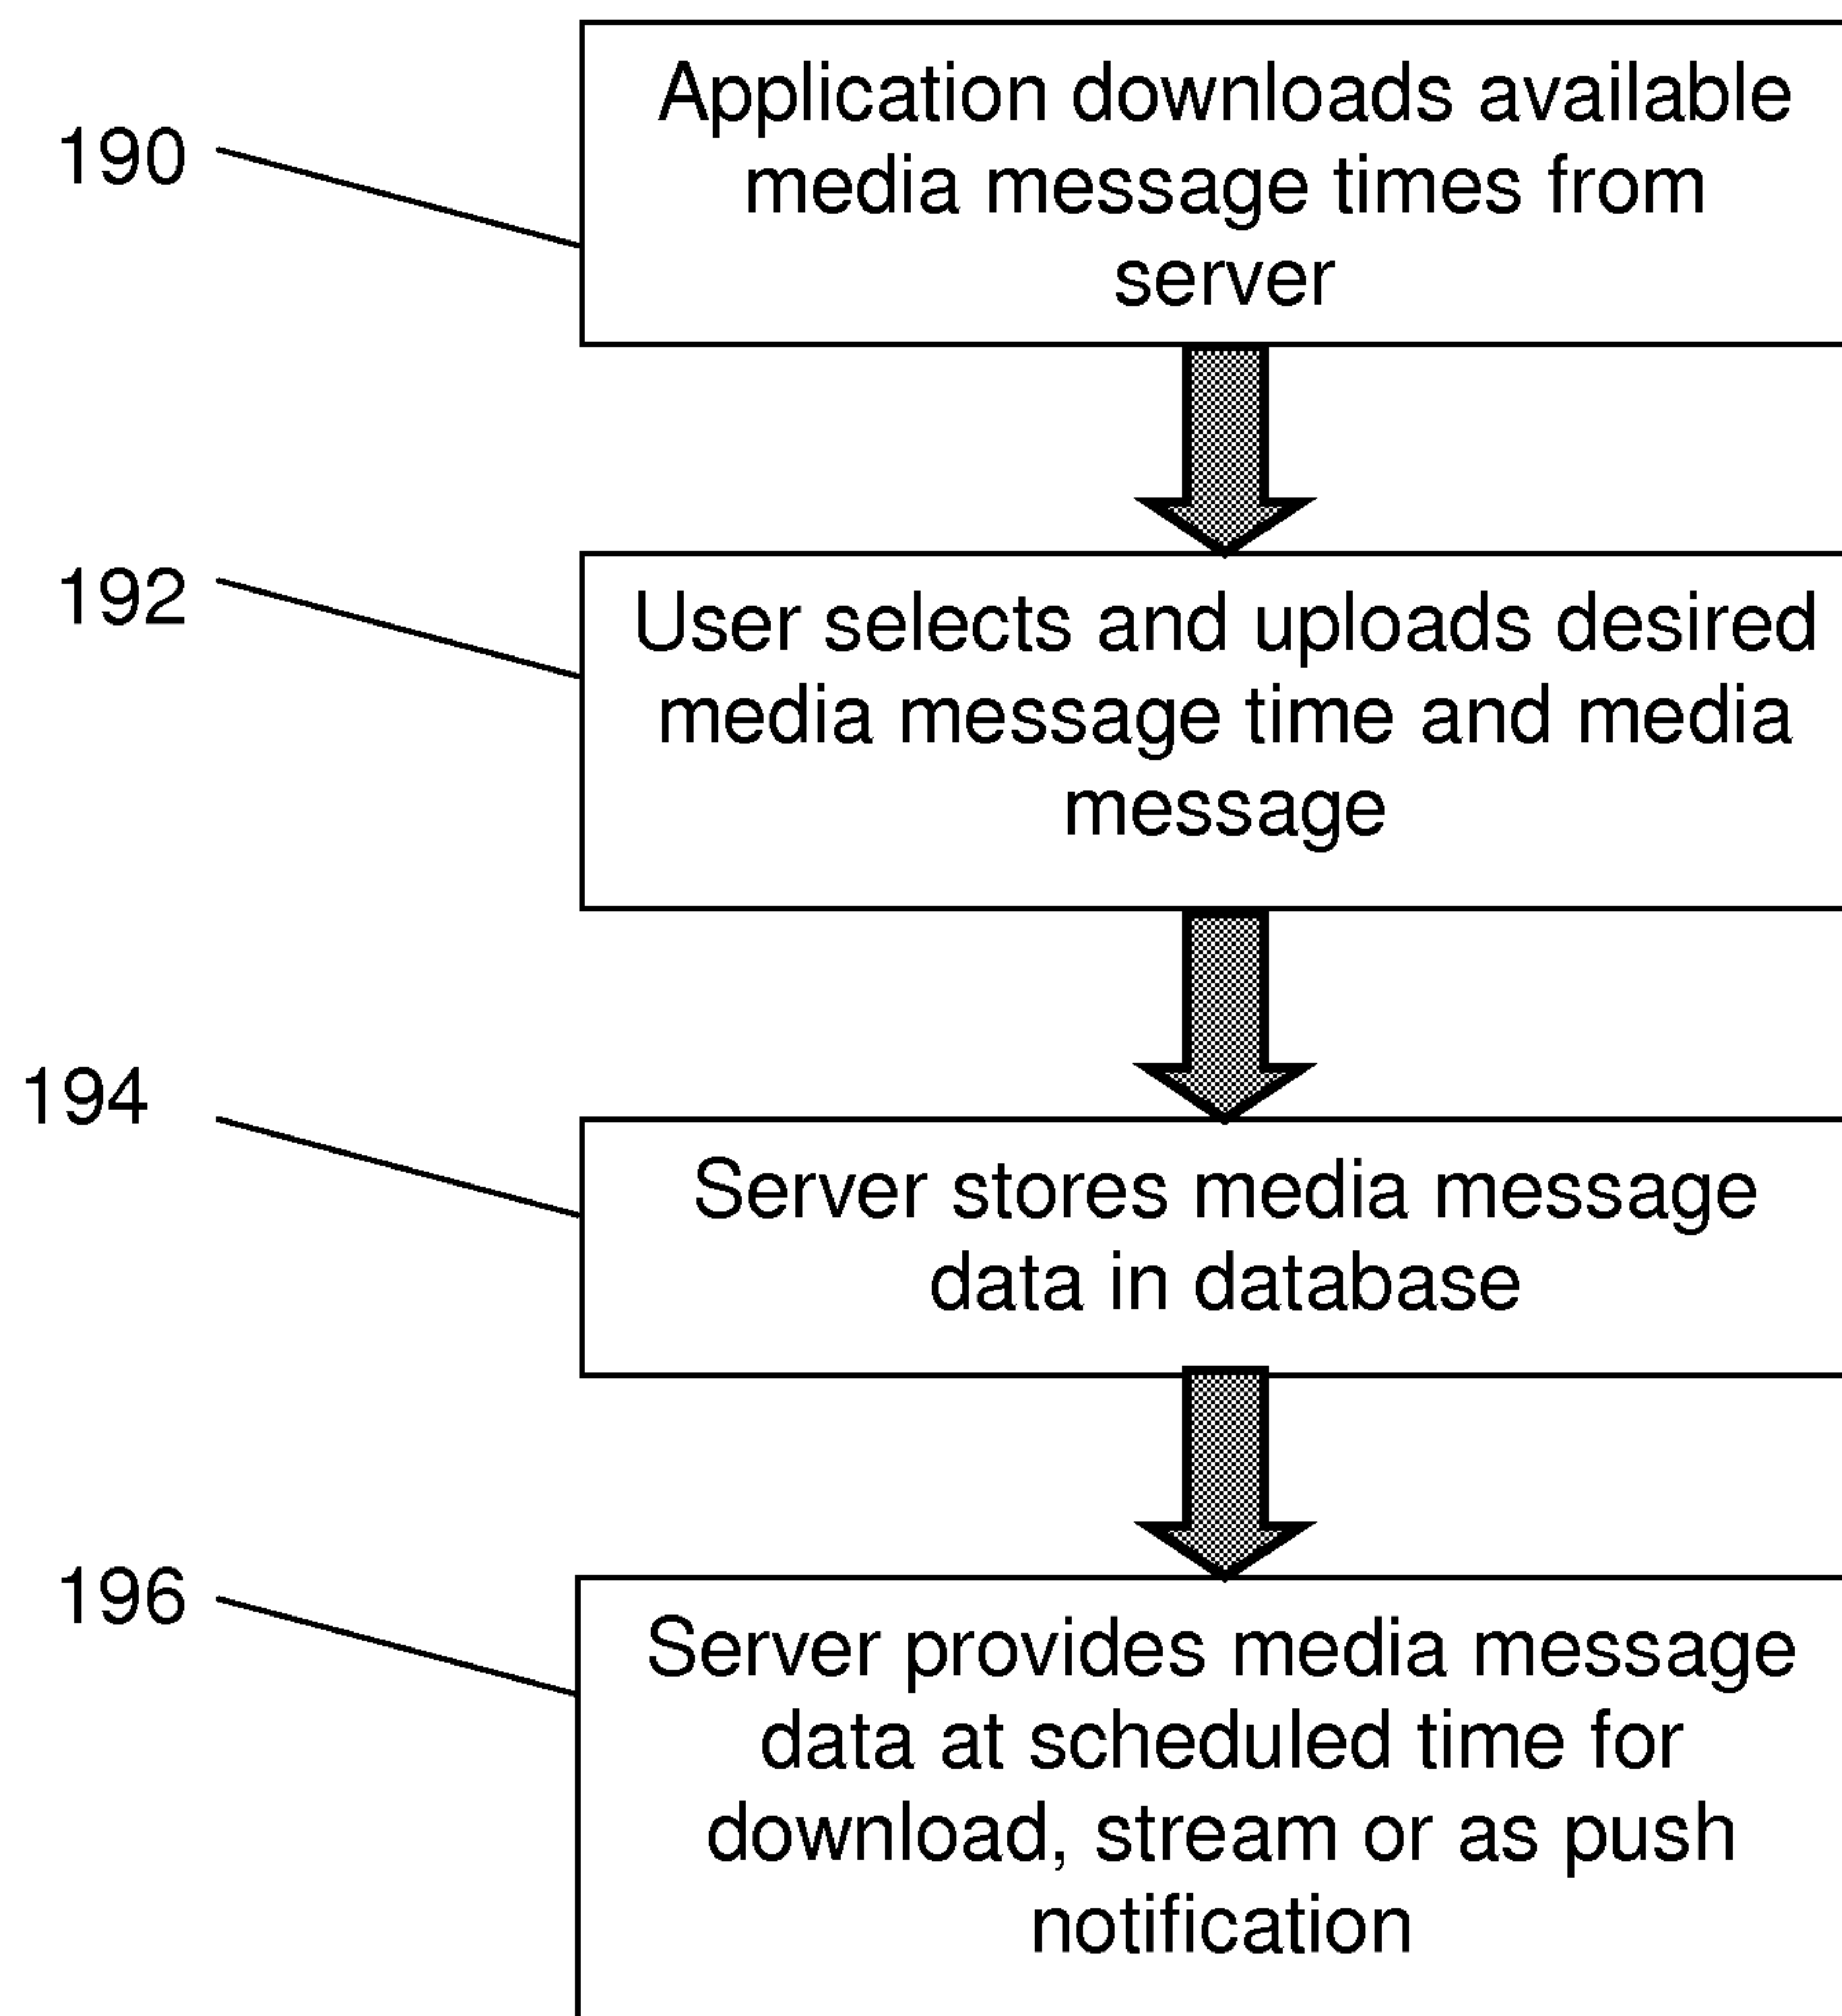 190
Application downloads available
media message times from
server
192
User selects and uploads desired
media message time and media
message
194
Server stores media message
data in database
196
Server provides media message
data at scheduled time for
download, stream or as push
notification